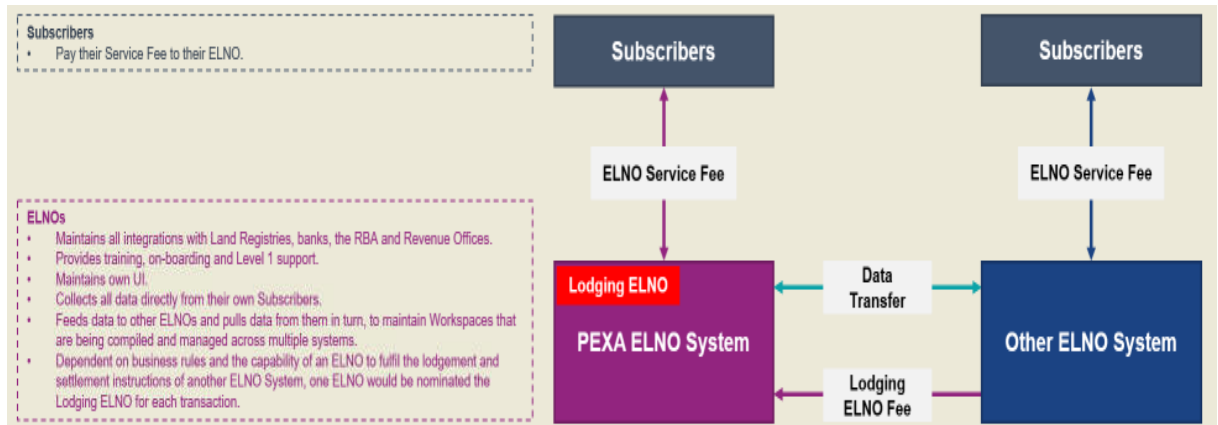 Subscribers
• Pay their Service Fee to their ELNO.
Subscribers
Subscribers
ELNO Service Fee
ELNO Service Fee
ELNOs
• Maintains all integrations with Land Registries, banks, the RBA and Revenue Offices.
• Provides training, on-boarding and Level 1 support.
• Maintains own UI.
• Collects all data directly from their own Subscribers.
• Feeds data to other ELNOs and pulls data from them in turn, to maintain Workspaces that
are being compiled and managed across multiple systems.
• Dependent on business rules and the capability of an ELNO to fulfil the lodgement and
settlement instructions of another ELNO System, one ELNO would be nominated the
Lodging ELNO for each transaction.
Lodging ELNO
PEXA ELNO System
Data
Transfer
Lodging
ELNO Fee
Other ELNO System